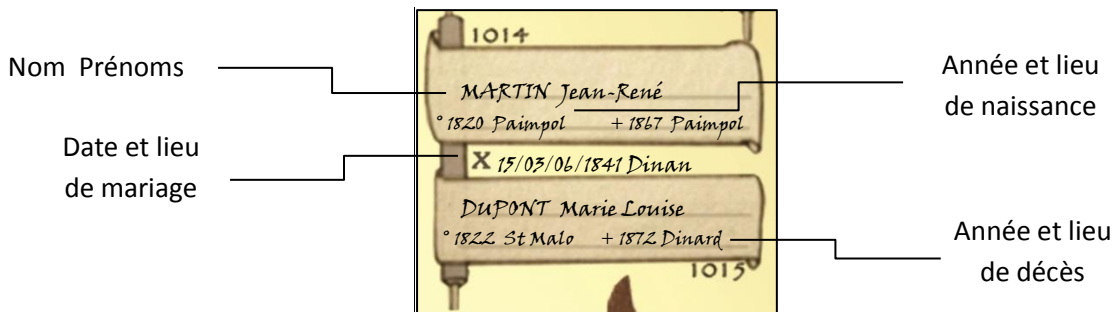 1014
Nom Prénoms
MARTIN Jean-René
° 1820 Paimpol + 1867 Paimpol
Année et lieu
de naissance
Date et lieu
de mariage
X 15/03/06/1841 Dinan
DUPONT Marie Louise
° 1822 St Malo + 1872 Dinard
Année et lieu
de décès
1015